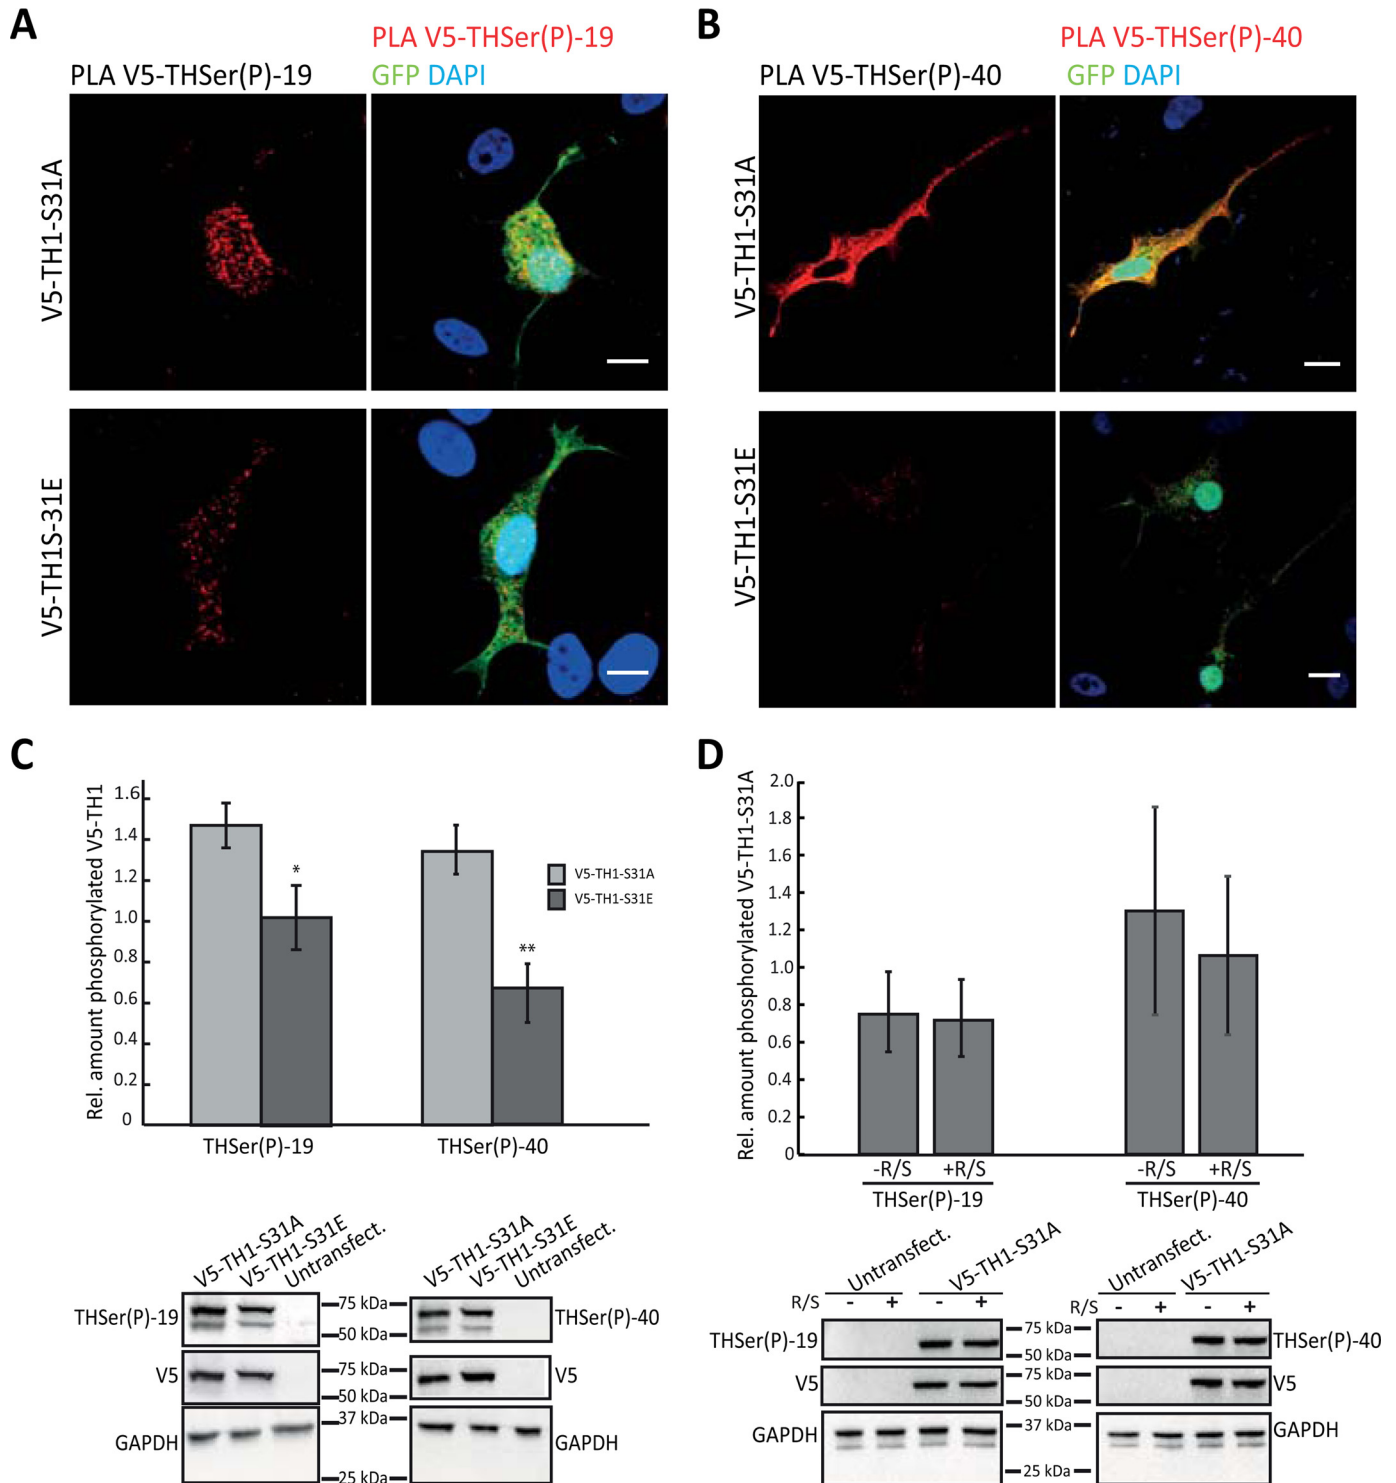 A
PLA V5-THSer(P)-19
PLA V5-THSer(P)-19
GFP DAPI
V5-TH1-S31A
V5-TH1S-31E
B
PLA V5-THSer(P)-40
PLA V5-THSer(P)-40
GFP DAPI
V5-TH1-S31A
V5-TH1-S31E
C
Rel. amount phosphorylated V5-TH1
1.6
1.4
1.2
1.0
0.8
0.6
0.4
0.2
0
*
**
V5-TH1-S31A
V5-TH1-S31E
THSer(P)-19
THSer(P)-40
V5-TH1-S31A
V5-TH1-S31E
Untransfect.
V5-TH1-S31A
V5-TH1-S31E
Untransfect.
THSer(P)-19
75 kDa
50 kDa
THSer(P)-40
V5
75 kDa
50 kDa
V5
GAPDH
37 kDa
25 kDa
GAPDH
D
Rel. amount phosphorylated V5-TH1-S31A
2.0
1.8
1.6
1.4
1.2
1.0
0.8
0.6
0.4
0.2
0
-R/S +R/S
THSer(P)-19
-R/S +R/S
THSer(P)-40
Untransfect.
V5-TH1-S31A
Untransfect.
V5-TH1-S31A
R/S - + - +
R/S - + - +
THSer(P)-19
75 kDa
50 kDa
THSer(P)-40
V5
75 kDa
50 kDa
V5
GAPDH
37 kDa
25 kDa
GAPDH